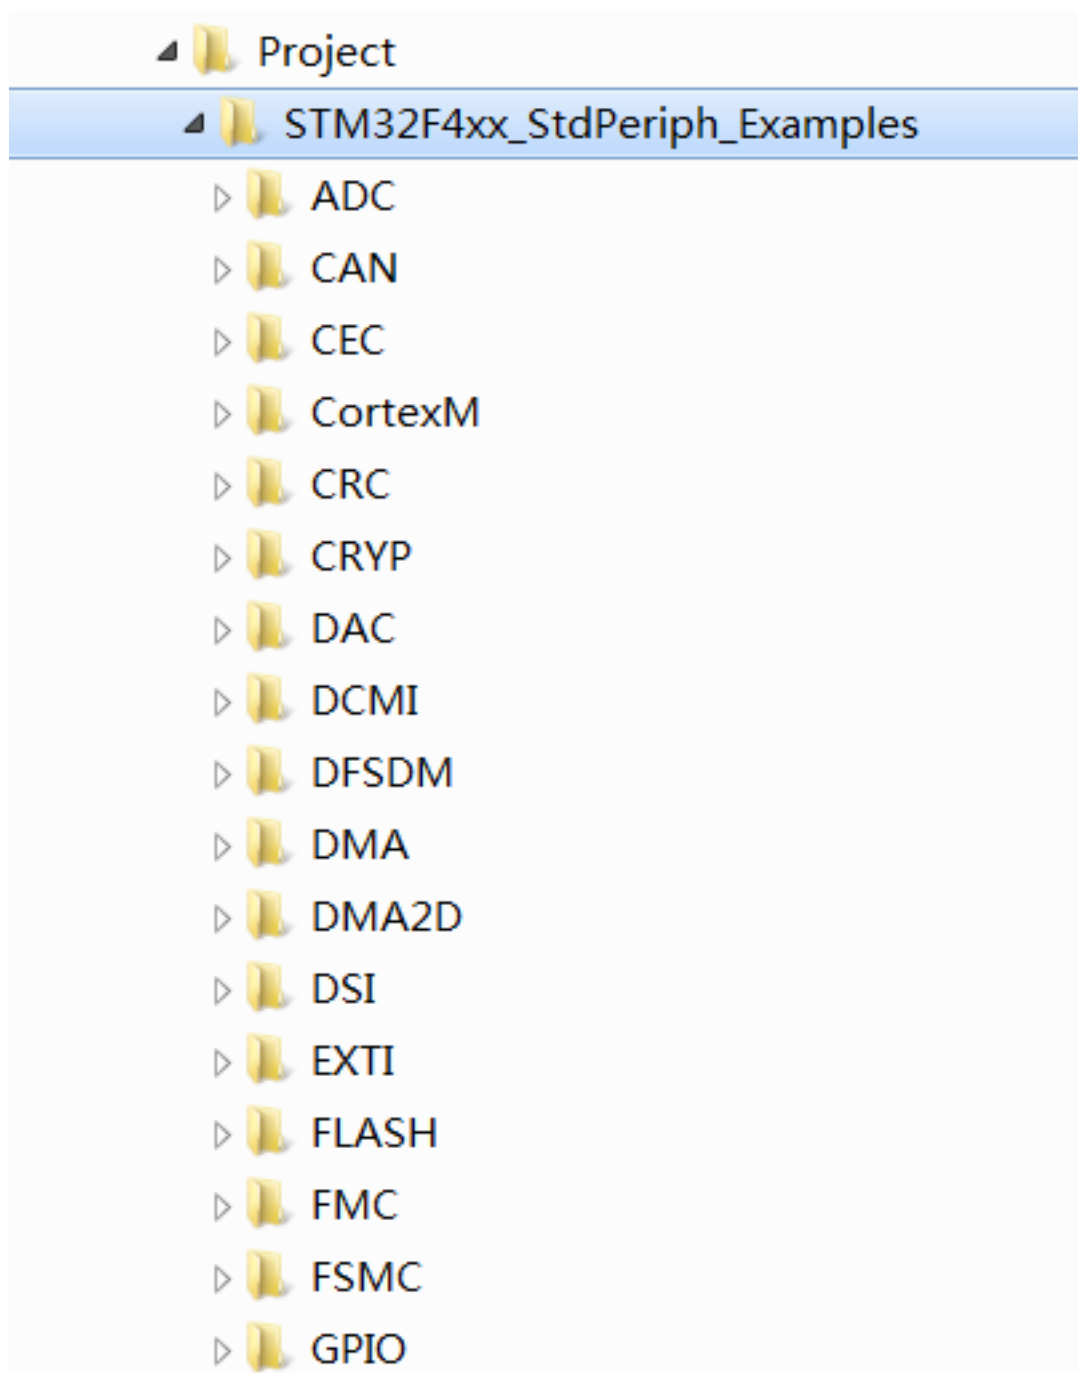 Project
STM32F4xx_StdPeriph_Examples
ADC
CAN
CEC
CortexM
CRC
CRYP
DAC
DCMI
DFSDM
DMA
DMA2D
DSI
EXTI
FLASH
FMC
FSMC
GPIO